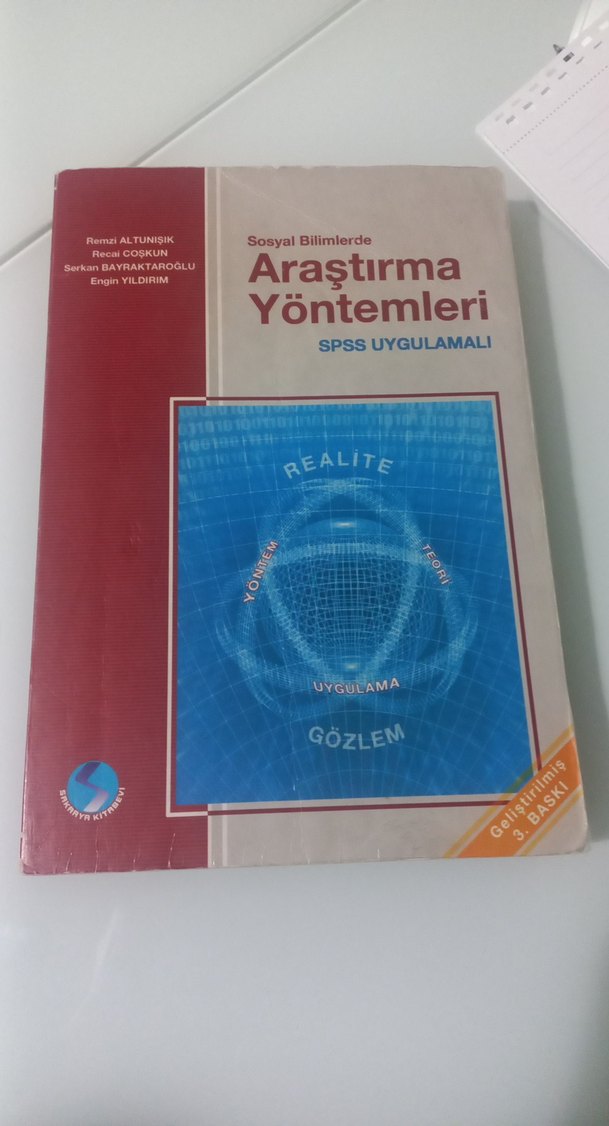 Remzi ALTUNIŞIK
Recai COŞKUN
Serkan BAYRAKTAROĞLU
Engin YILDIRIM
Sosyal Bilimlerde
Araştırma
Yöntemleri
SPSS UYGULAMALI
REALİTE
YÖNTEM
TEORİ
UYGULAMA
GÖZLEM
SAKARYA KİTABEVİ
Geliştirilmiş
3. BASKI